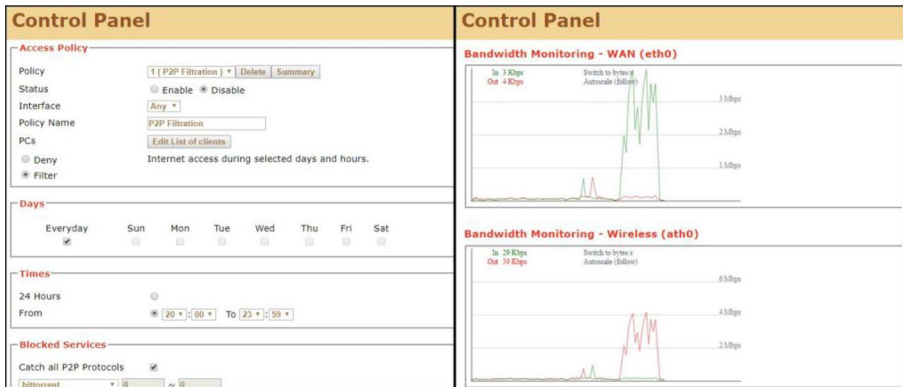 Control Panel
Access Policy
Policy 1 ( P2P Filtration ) Delete Summary
Status Enable Disable
Interface Any
Policy Name P2P Filtration
PCs Edit List of clients
Deny Internet access during selected days and hours.
Filter
Days
Everyday Sun Mon Tue Wed Thu Fri Sat
Times
24 Hours
From 20 : 00 To 23 : 59
Blocked Services
Catch all P2P Protocols
bittorrent 0 ~ 0
Control Panel
Bandwidth Monitoring - WAN (eth0)
In 3 Kbps Switch to bytes/s
Out 4 Kbps Autoscale (follow)
3 Mbps
2 Mbps
1 Mbps
Bandwidth Monitoring - Wireless (ath0)
In 29 Kbps Switch to bytes/s
Out 39 Kbps Autoscale (follow)
6 Mbps
4 Mbps
2 Mbps